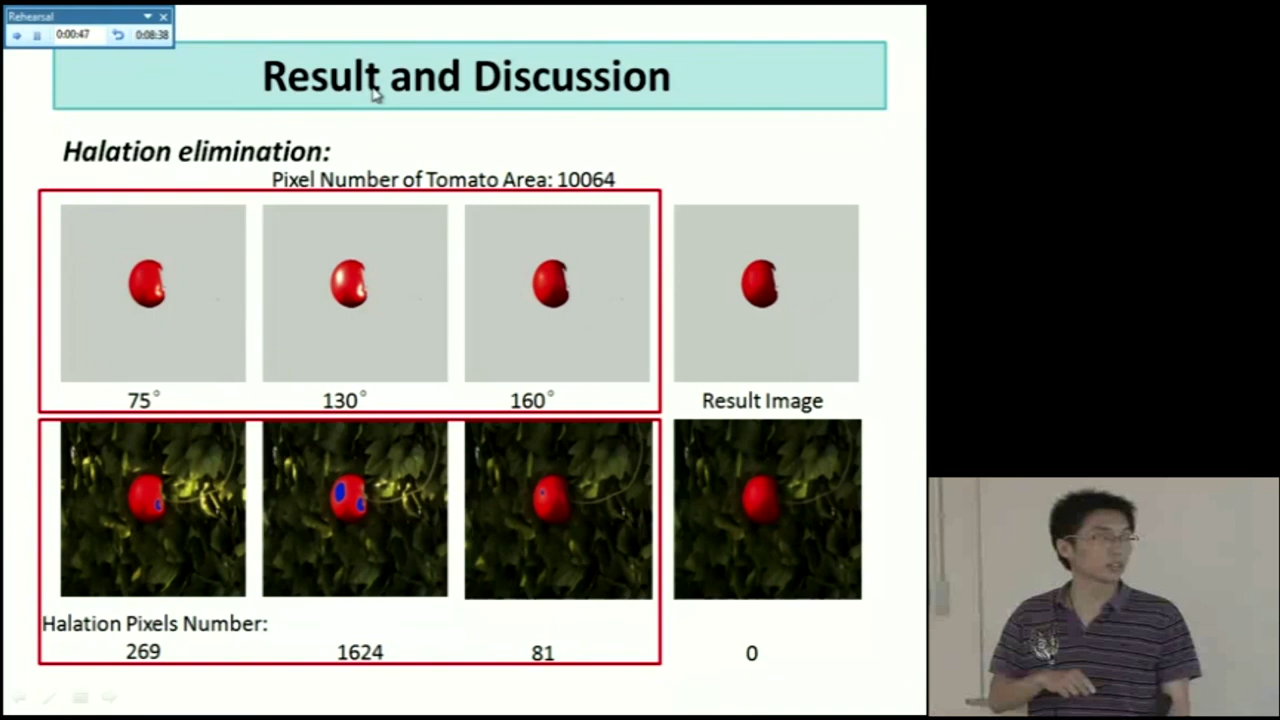 Rehearsal
0:00:47
0:08:38
Result and Discussion
Halation elimination:
Pixel Number of Tomato Area: 10064
75°
130°
160°
Result Image
Halation Pixels Number:
269
1624
81
0